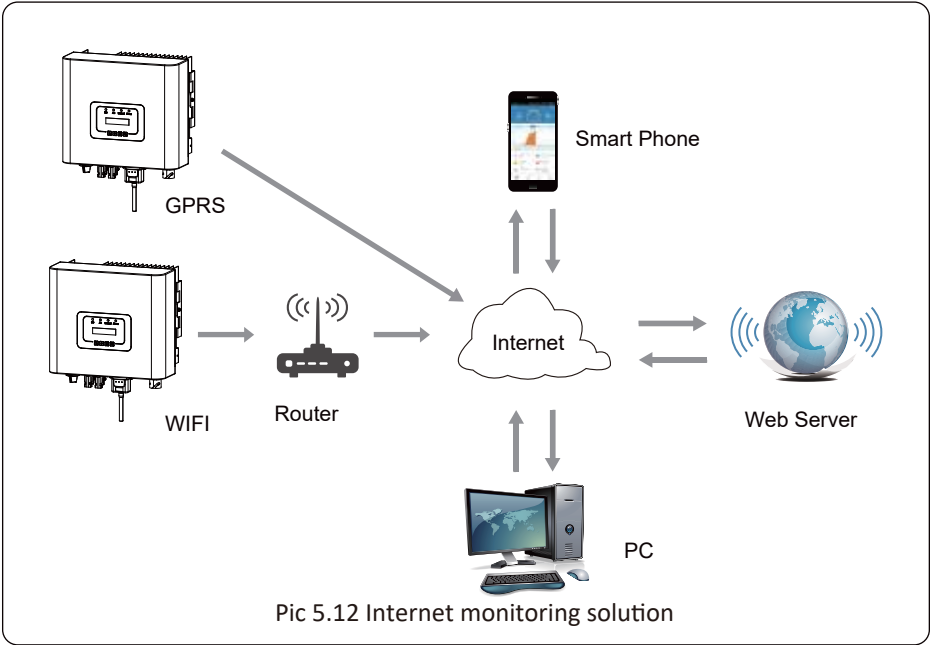 Smart Phone
GPRS
Internet
WIFI
Router
Web Server
PC
Pic 5.12 Internet monitoring solution